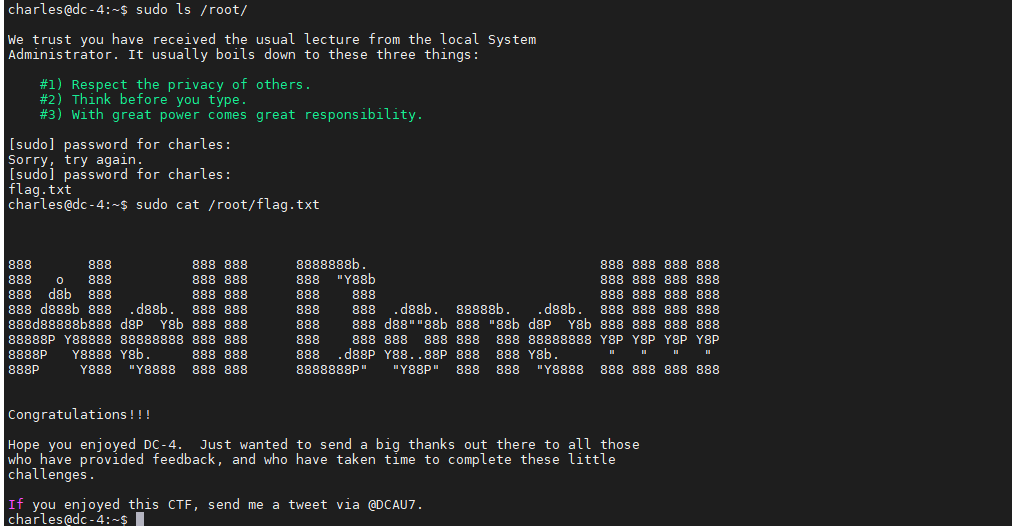 charles@dc-4:~$ sudo ls /root/
We trust you have received the usual lecture from the local System
Administrator. It usually boils down to these three things:
    #1) Respect the privacy of others.
    #2) Think before you type.
    #3) With great power comes great responsibility.
[sudo] password for charles:
Sorry, try again.
[sudo] password for charles:
flag.txt
charles@dc-4:~$ sudo cat /root/flag.txt
888       888          888 888      8888888b.                             888 888 888 888
888   o   888          888 888      888  "Y88b                            888 888 888 888
888  d8b  888          888 888      888    888                            888 888 888 888
888 d888b 888  .d88b.  888 888      888    888  .d88b.  88888b.   .d88b.  888 888 888 888
888d88888b888 d8P  Y8b 888 888      888    888 d88""88b 888 "88b d8P  Y8b 888 888 888 888
88888P Y88888 88888888 888 888      888    888 888  888 888  888 88888888 Y8P Y8P Y8P Y8P
8888P   Y8888 Y8b.     888 888      888  .d88P Y88..88P 888  888 Y8b.      "   "   "   "
888P     Y888  "Y8888  888 888      8888888P"   "Y88P"  888  888  "Y8888  888 888 888 888
Congratulations!!!
Hope you enjoyed DC-4.  Just wanted to send a big thanks out there to all those
who have provided feedback, and who have taken time to complete these little
challenges.
If you enjoyed this CTF, send me a tweet via @DCAU7.
charles@dc-4:~$